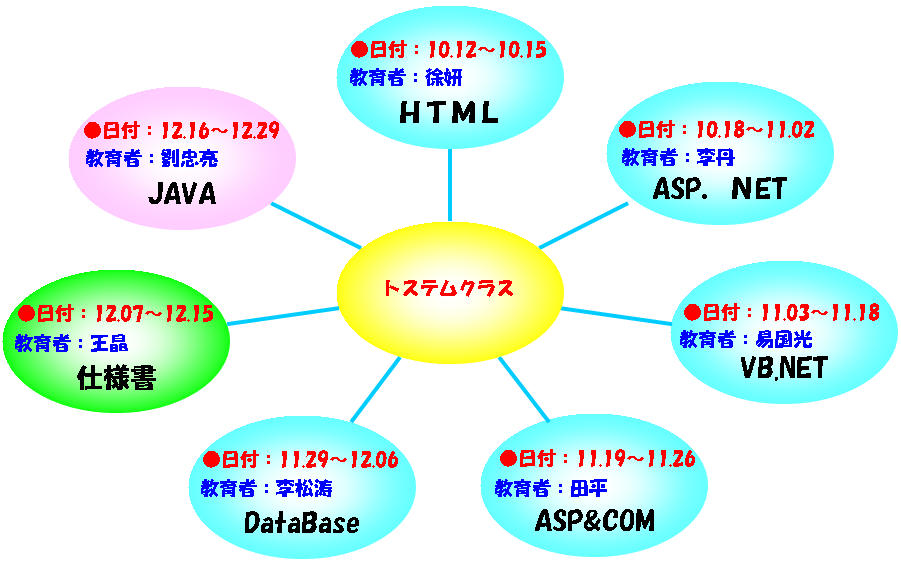 ●日付：10.12～10.15
教育者：徐妍
HTML
●日付：10.18～11.02
教育者：李丹
ASP. NET
●日付：11.03～11.18
教育者：易国光
VB.NET
●日付：11.19～11.26
教育者：田平
ASP&COM
●日付：11.29～12.06
教育者：李松涛
DataBase
●日付：12.07～12.15
教育者：王晶
仕様書
●日付：12.16～12.29
教育者：劉忠亮
JAVA
トステムクラス